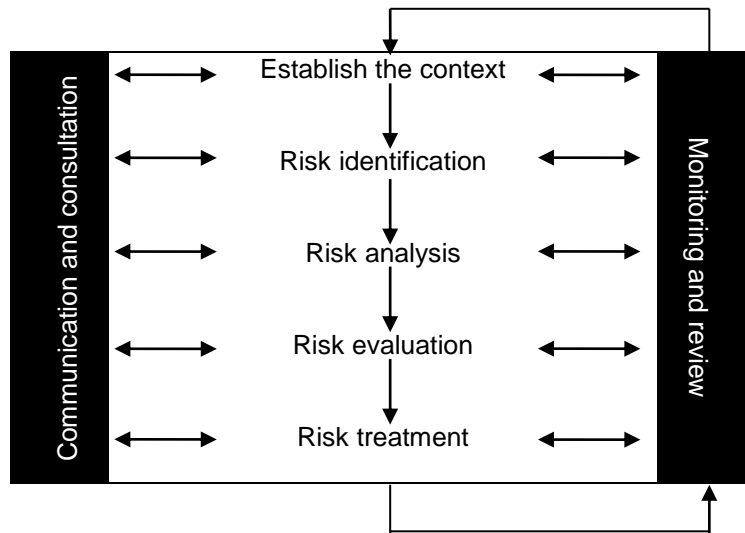 Communication and consultation
Establish the context
Risk identification
Risk analysis
Risk evaluation
Risk treatment
Monitoring and review